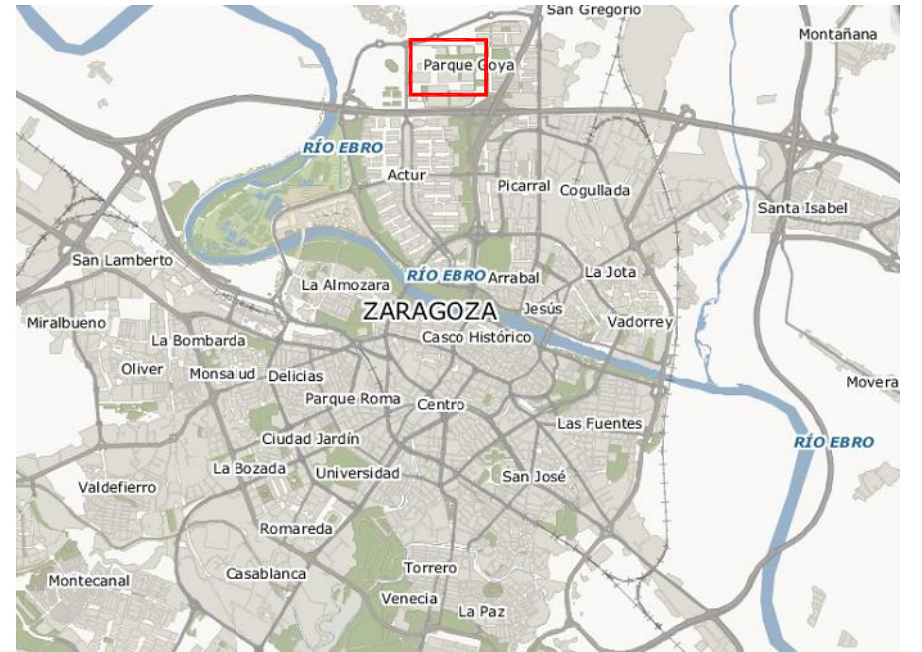 San Gregorio
Montañana
Parque Goya
RÍO EBRO
Actur
Picarral
Cogullada
Santa Isabel
San Lamberto
La Almozara
RÍO EBRO
Arrabal
La Jota
ZARAGOZA
Jesús
Miralbueno
Vadorrey
La Bombarda
Casco Histórico
Oliver
Monsalud
Delicias
Movera
Parque Roma
Centro
Las Fuentes
Ciudad Jardín
RÍO EBRO
La Bozada
Universidad
San José
Valdefierro
Romareda
Casablanca
Torrero
Montecanal
Venecia
La Paz